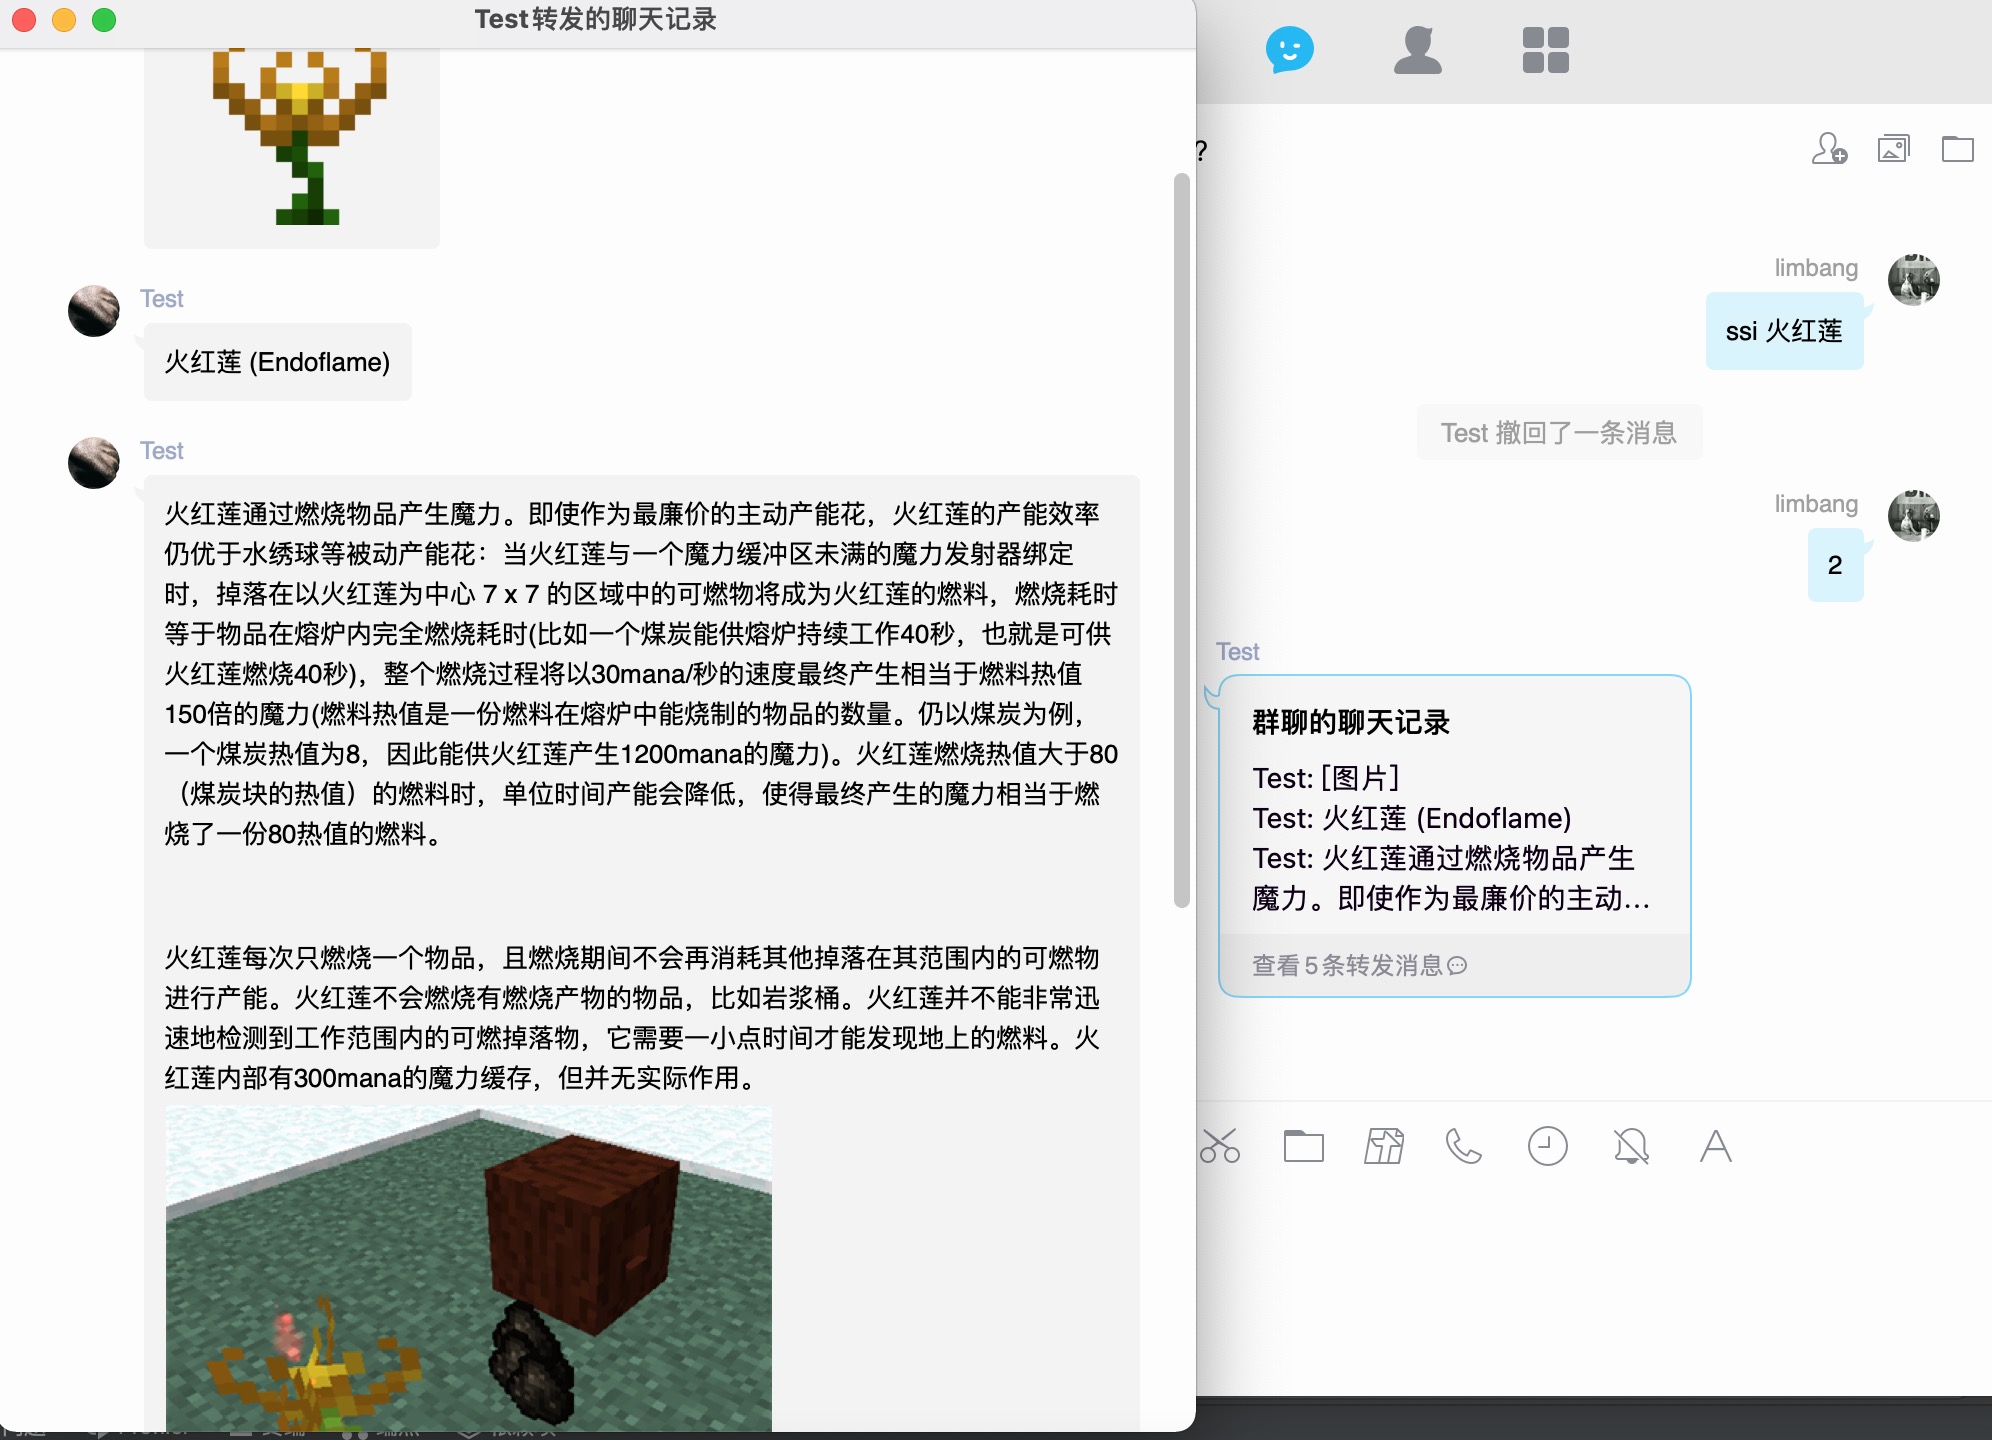 Test转发的聊天记录
Test
火红莲 (Endoflame)
Test
火红莲通过燃烧物品产生魔力。即使作为最廉价的主动产能花，火红莲的产能效率
仍优于水绣球等被动产能花：当火红莲与一个魔力缓冲区未满的魔力发射器绑定
时，掉落在以火红莲为中心 7 x 7 的区域中的可燃物将成为火红莲的燃料，燃烧耗时
等于物品在熔炉内完全燃烧耗时(比如一个煤炭能供熔炉持续工作40秒，也就是可供
火红莲燃烧40秒)，整个燃烧过程将以30mana/秒的速度最终产生相当于燃料热值
150倍的魔力(燃料热值是一份燃料在熔炉中能烧制的物品的数量。仍以煤炭为例，
一个煤炭热值为8，因此能供火红莲产生1200mana的魔力)。火红莲燃烧热值大于80
（煤炭块的热值）的燃料时，单位时间产能会降低，使得最终产生的魔力相当于燃
烧了一份80热值的燃料。
火红莲每次只燃烧一个物品，且燃烧期间不会再消耗其他掉落在其范围内的可燃物
进行产能。火红莲不会燃烧有燃烧产物的物品，比如岩浆桶。火红莲并不能非常迅
速地检测到工作范围内的可燃掉落物，它需要一小点时间才能发现地上的燃料。火
红莲内部有300mana的魔力缓存，但并无实际作用。
?
limbang
ssi 火红莲
Test 撤回了一条消息
limbang
2
Test
群聊的聊天记录
Test: [图片]
Test: 火红莲 (Endoflame)
Test: 火红莲通过燃烧物品产生
魔力。即使作为最廉价的主动...
查看5条转发消息